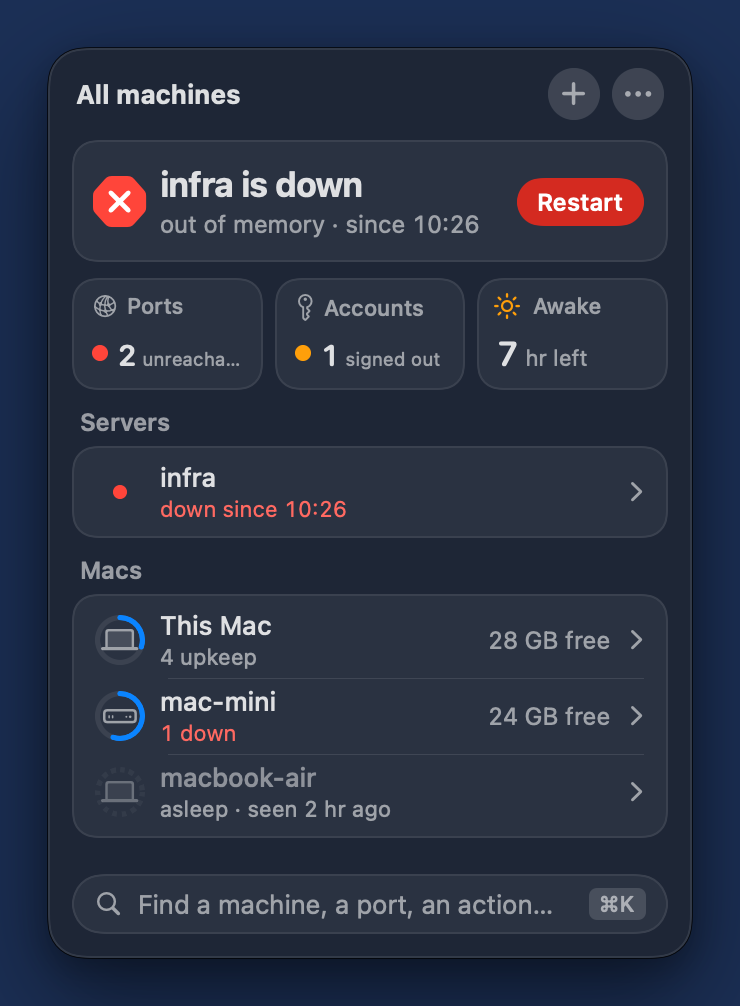 All machines
infra is down
out of memory · since 10:26
Restart
Ports
2 unreacha...
Accounts
1 signed out
Awake
7 hr left
Servers
infra
down since 10:26
Macs
This Mac
4 upkeep
28 GB free
mac-mini
1 down
24 GB free
macbook-air
asleep · seen 2 hr ago
Find a machine, a port, an action...
⌘K